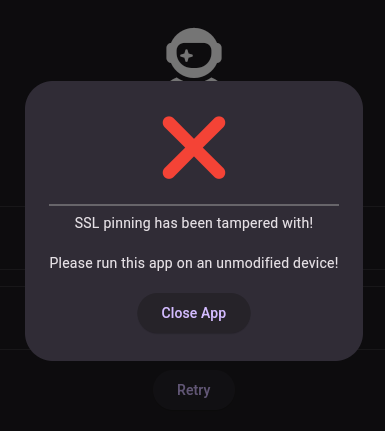 SSL pinning has been tampered with!
Please run this app on an unmodified device!
Close App
Retry